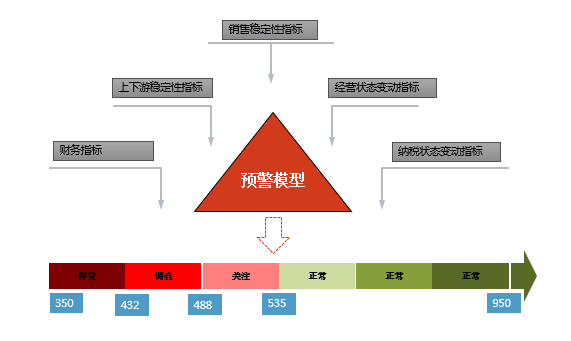 销售稳定性指标
上下游稳定性指标
经营状态变动指标
财务指标
纳税状态变动指标
预警模型
停贷
调查
关注
正常
正常
正常
350
432
488
535
950